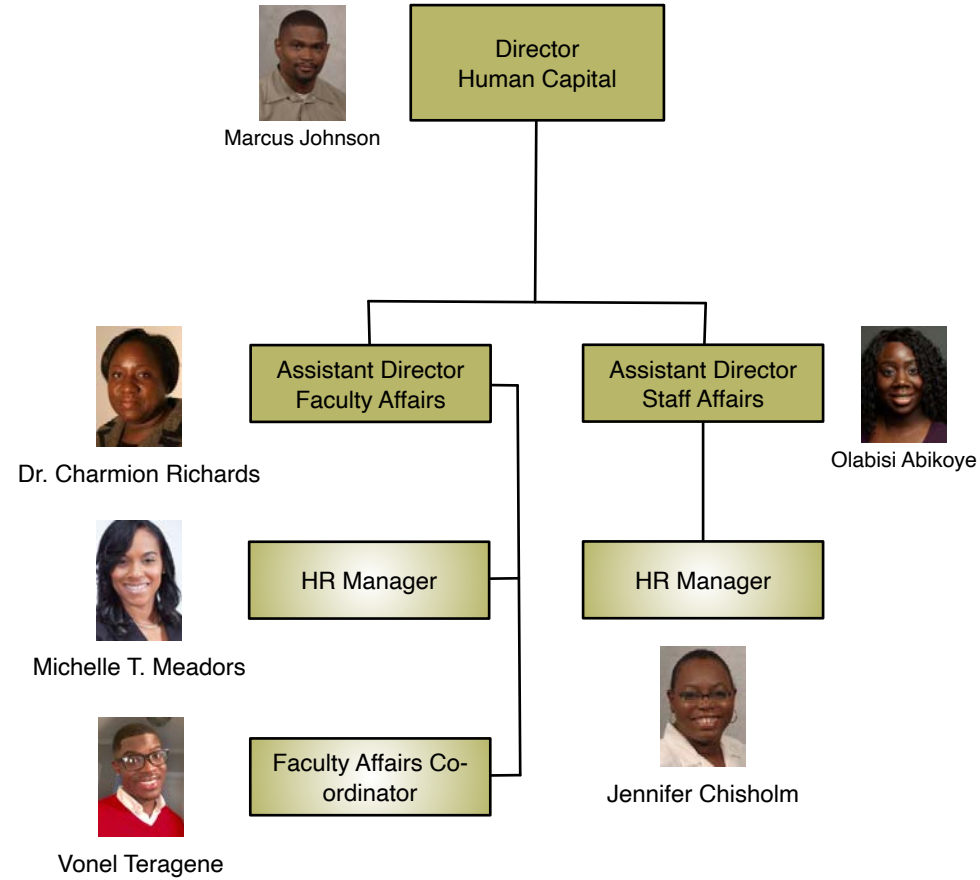 Director
Human Capital
Marcus Johnson
Assistant Director
Faculty Affairs
Assistant Director
Staff Affairs
Dr. Charmion Richards
Olabisi Abikoye
HR Manager
HR Manager
Michelle T. Meadors
Jennifer Chisholm
Faculty Affairs Co-
ordinator
Vonel Teragene